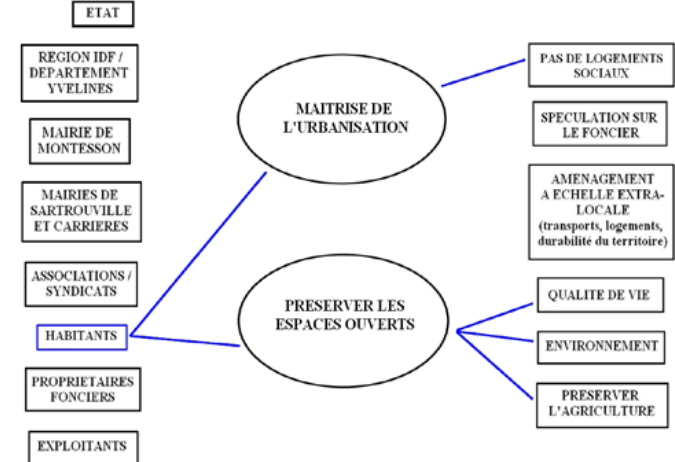 ETAT
REGION IDF /
DEPARTEMENT
YVELINES
MAIRIE DE
MONTESSON
MAIRIES DE
SARTROUVILLE
ET CARRIERES
ASSOCIATIONS /
SYNDICATS
HABITANTS
PROPRIETAIRES
FONCIERS
EXPLOITANTS
MAITRISE DE
L'URBANISATION
PRESERVER LES
ESPACES OUVERTS
PAS DE LOGEMENTS
SOCIAUX
SPECULATION SUR
LE FONCIER
AMENAGEMENT
A ECHELLE EXTRA-
LOCALE
(transports, logements,
durabilité du territoire)
QUALITE DE VIE
ENVIRONNEMENT
PRESERVER
L'AGRICULTURE